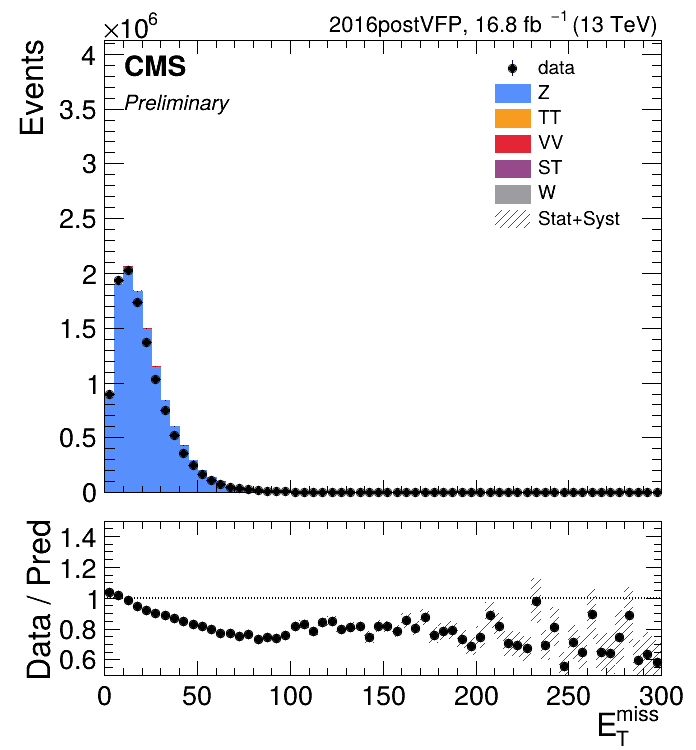 ×10⁶
2016postVFP, 16.8 fb ⁻¹ (13 TeV)
Events
CMS
Preliminary
data
Z
TT
VV
ST
W
Stat+Syst
4
3.5
3
2.5
2
1.5
1
0.5
0
Data / Pred
1.4
1.2
1
0.8
0.6
0 50 100 150 200 250 300
E_T^miss